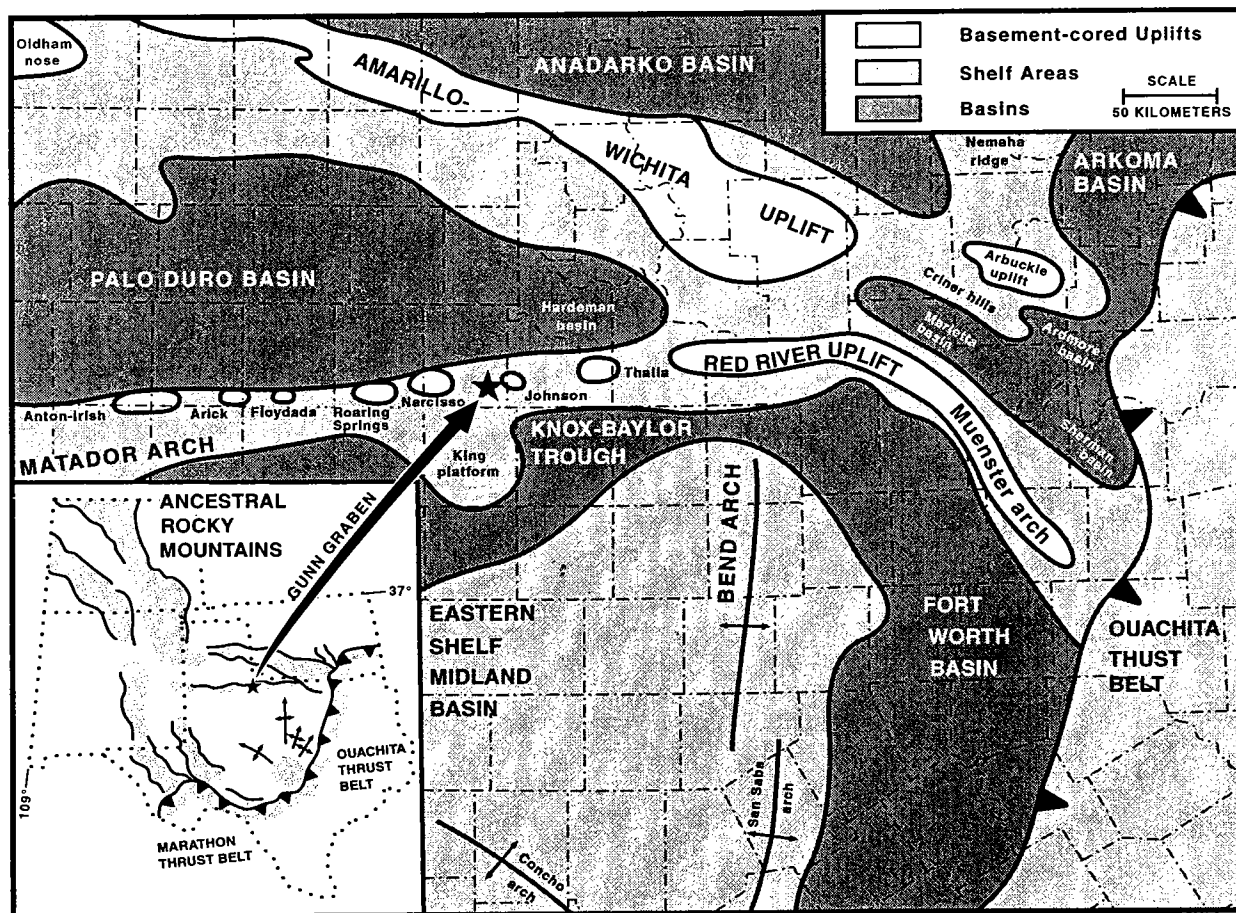 Oldham
nose
AMARILLO-
WICHITA
UPLIFT
ANADARKO BASIN
Basement-cored Uplifts
Shelf Areas
Basins
SCALE
50 KILOMETERS
Nemaha
ridge
ARKOMA
BASIN
Arbuckle
uplift
Criner hills
Marietta
basin
Ardmore
basin
Sherman
basin
PALO DURO BASIN
Hardeman
basin
RED RIVER UPLIFT
Muenster arch
Anton-Irish
Arick
Floydada
Roaring
Springs
Narcisso
Johnson
Thalia
MATADOR ARCH
King
platform
KNOX-BAYLOR
TROUGH
GUNN GRABEN
BEND ARCH
EASTERN
SHELF
MIDLAND
BASIN
FORT
WORTH
BASIN
OUACHITA
THUST
BELT
San Saba
arch
Concho
arch
ANCESTRAL
ROCKY
MOUNTAINS
37°
109°
OUACHITA
THRUST
BELT
MARATHON
THRUST BELT